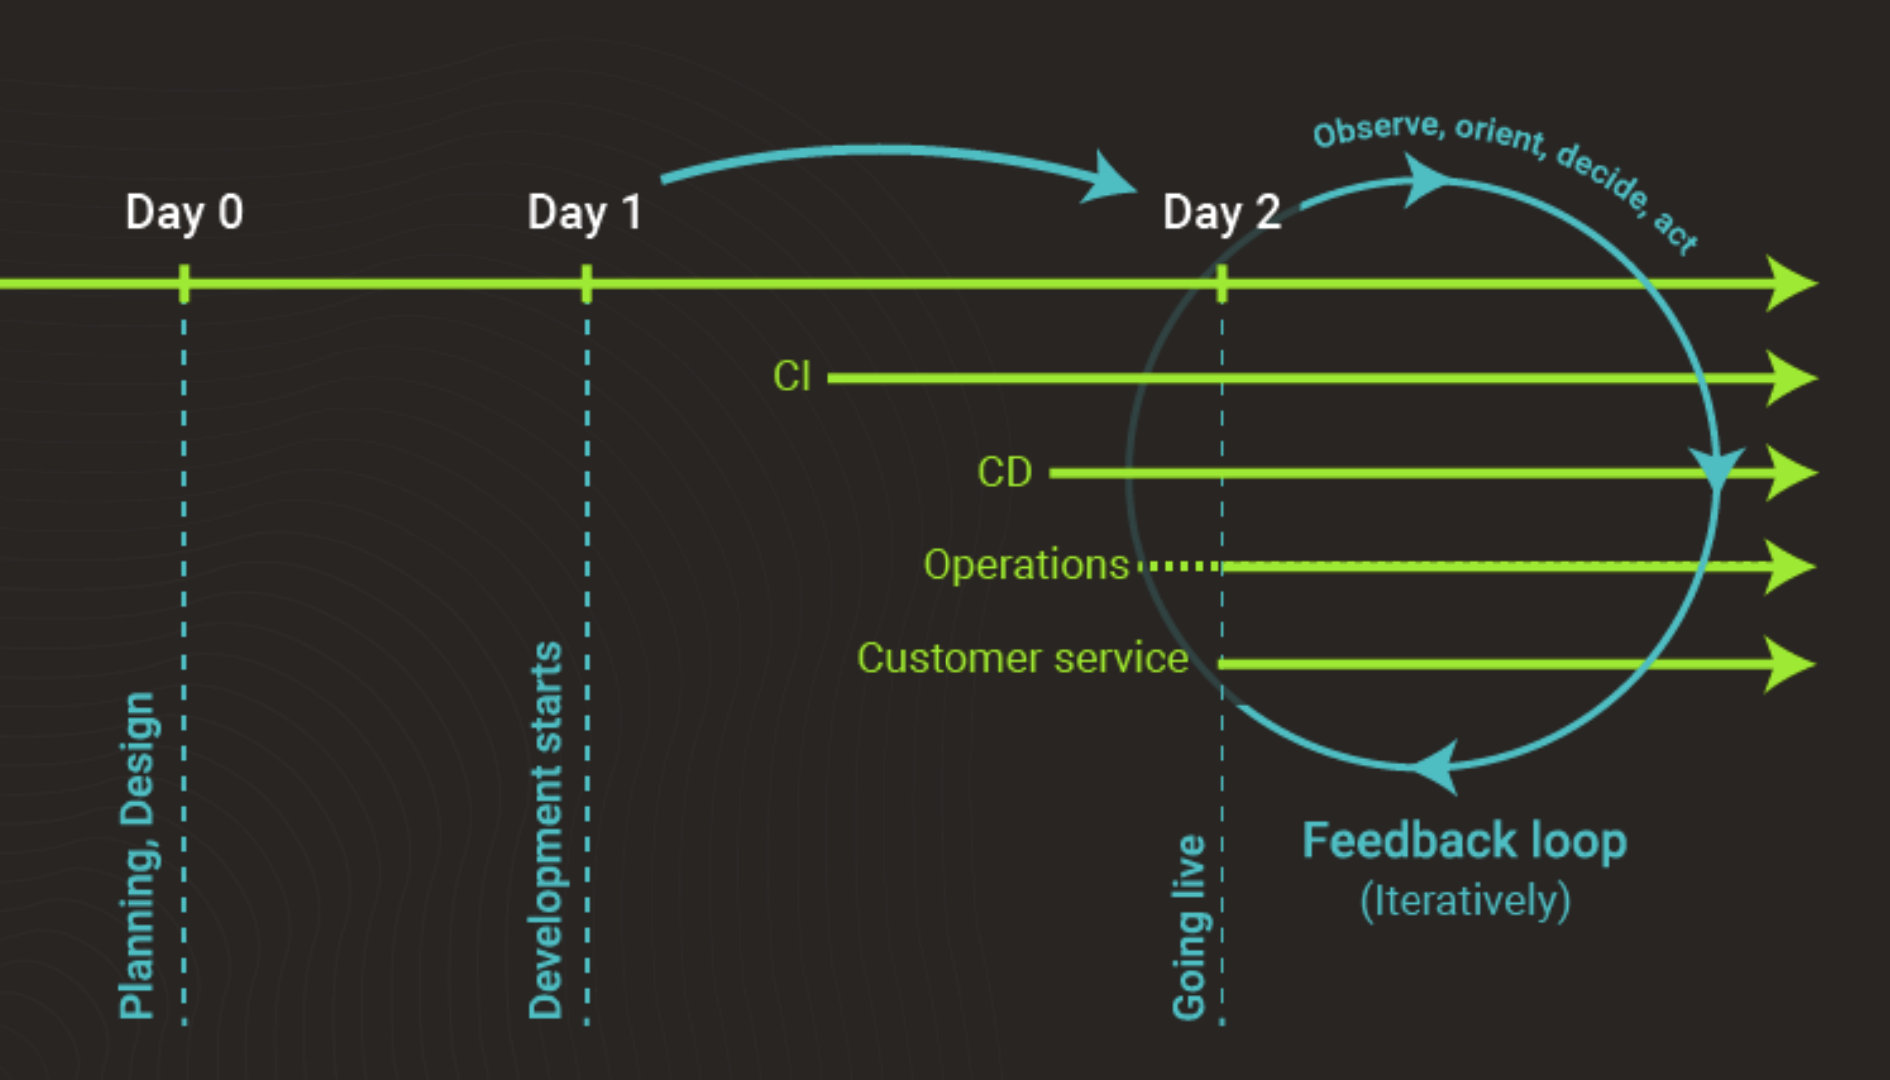 Observe, orient, decide, act
Day 0
Day 1
Day 2
CI
CD
Operations
Customer service
Planning, Design
Development starts
Going live
Feedback loop
(Iteratively)